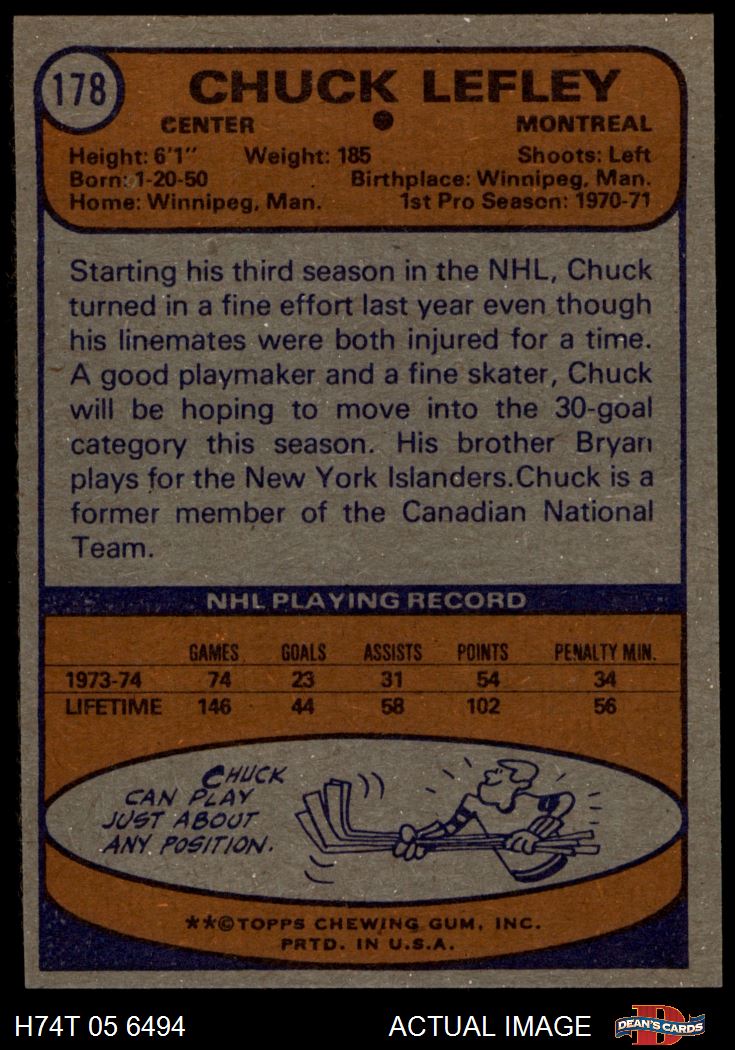 178
CHUCK LEFLEY
CENTER MONTREAL
Height: 6'1" Weight: 185 Shoots: Left
Born: 1-20-50 Birthplace: Winnipeg, Man.
Home: Winnipeg, Man. 1st Pro Season: 1970-71
Starting his third season in the NHL, Chuck
turned in a fine effort last year even though
his linemates were both injured for a time.
A good playmaker and a fine skater, Chuck
will be hoping to move into the 30-goal
category this season. His brother Bryan
plays for the New York Islanders.Chuck is a
former member of the Canadian National
Team.
NHL PLAYING RECORD
GAMES GOALS ASSISTS POINTS PENALTY MIN.
1973-74 74 23 31 54 34
LIFETIME 146 44 58 102 56
CHUCK
CAN PLAY
JUST ABOUT
ANY POSITION.
**©TOPPS CHEWING GUM, INC.
PRTD. IN U.S.A.
H74T 05 6494 ACTUAL IMAGE DEAN'S CARDS